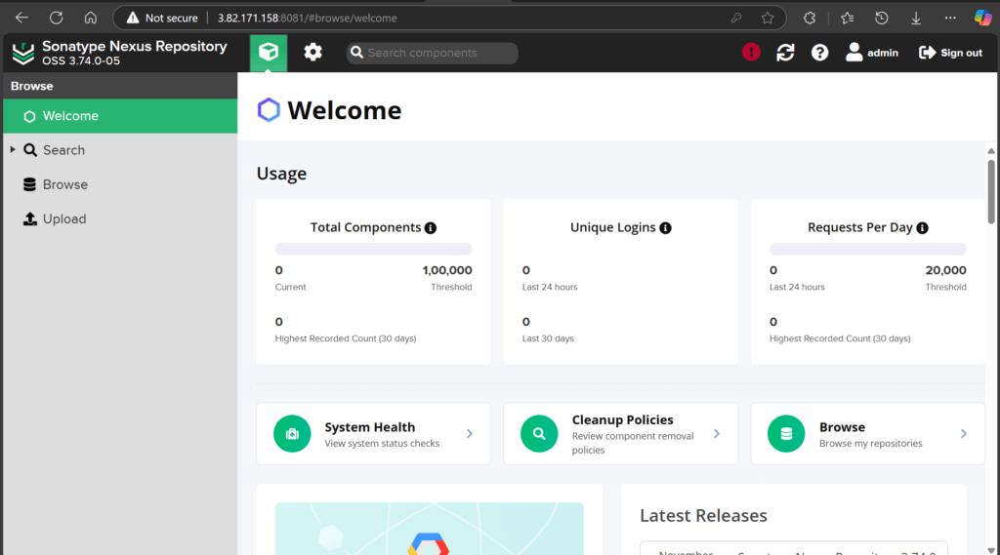 Not secure
3.82.171.158:8081/#browse/welcome
Sonatype Nexus Repository
OSS 3.74.0-05
Search components
admin
Sign out
Browse
Welcome
Search
Browse
Upload
Welcome
Usage
Total Components
0 1,00,000
Current Threshold
0
Highest Recorded Count (30 days)
Unique Logins
0
Last 24 hours
0
Last 30 days
Requests Per Day
0 20,000
Last 24 hours Threshold
0
Highest Recorded Count (30 days)
System Health
View system status checks
Cleanup Policies
Review component removal
policies
Browse
Browse my repositories
Latest Releases